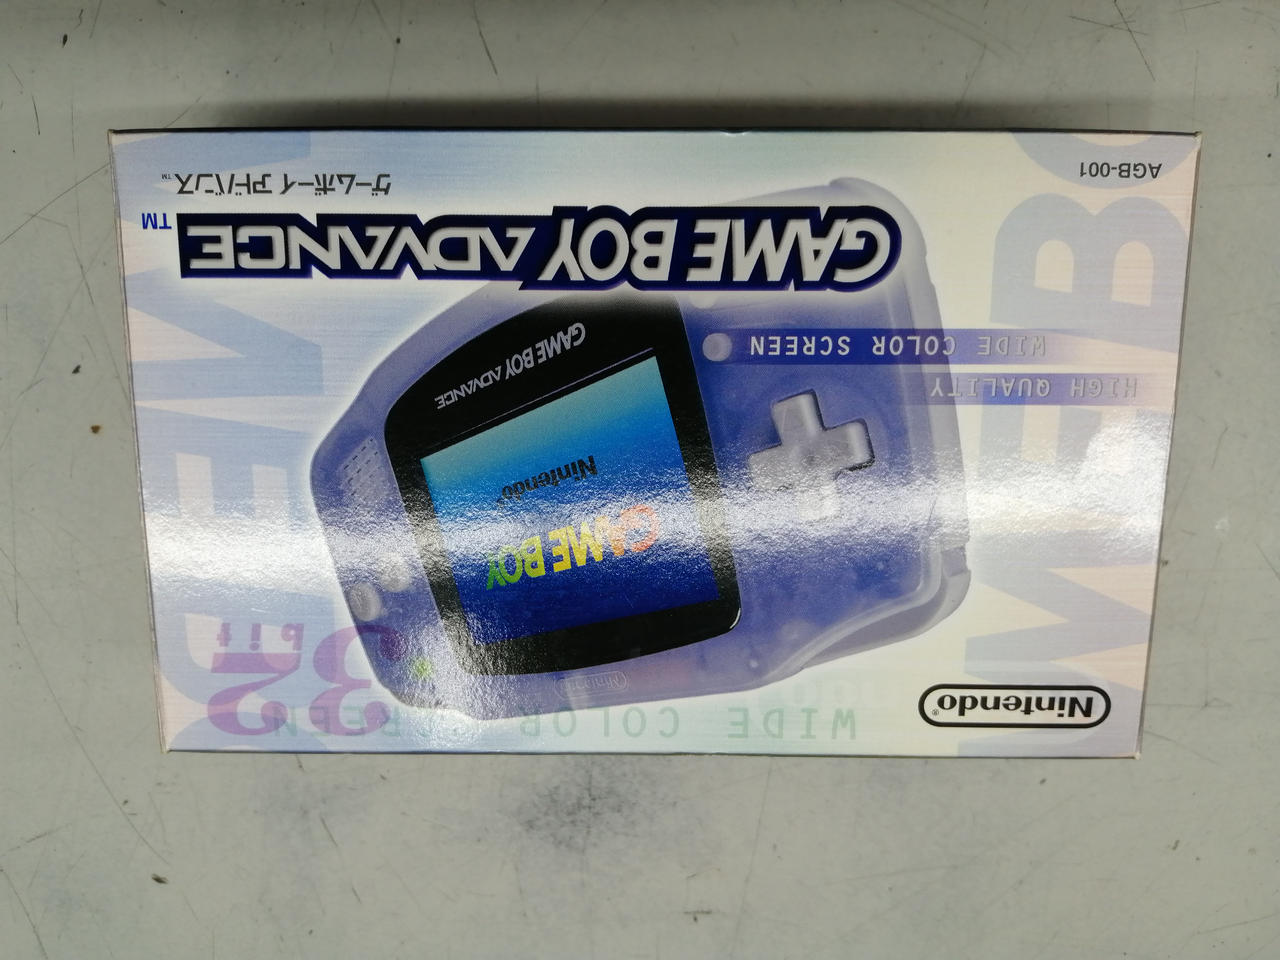 Nintendo®
WIDE COLOR SCREEN
32bit
Nintendo
GAME BOY
Nintendo®
GAME BOY ADVANCE
HIGH QUALITY
WIDE COLOR SCREEN
GAME BOY ADVANCE™
AGB-001
ゲームボーイアドバンス™